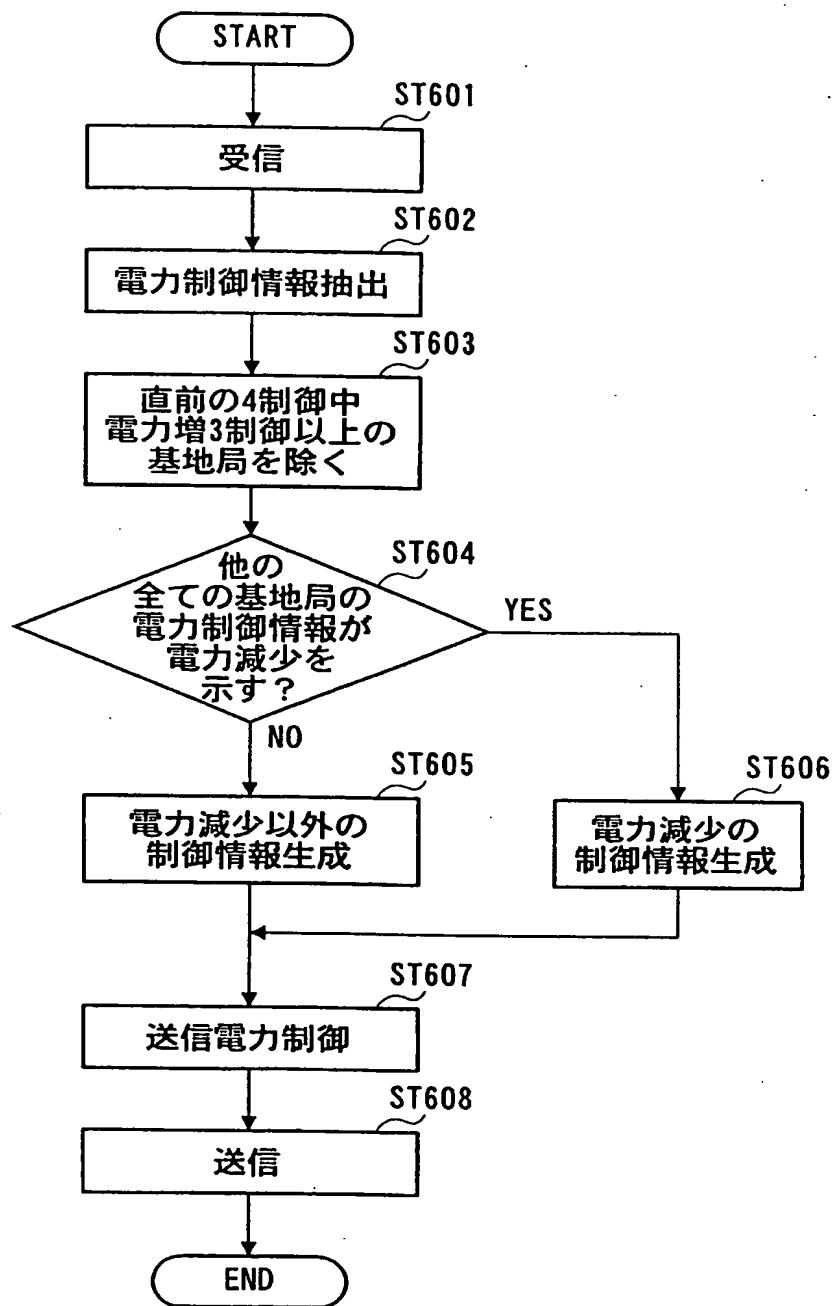 START
ST601
受信
ST602
電力制御情報抽出
ST603
直前の4制御中
電力増3制御以上の
基地局を除く
ST604
他の
全ての基地局の
電力制御情報が
電力減少を
示す?
YES
NO
ST605
電力減少以外の
制御情報生成
ST606
電力減少の
制御情報生成
ST607
送信電力制御
ST608
送信
END